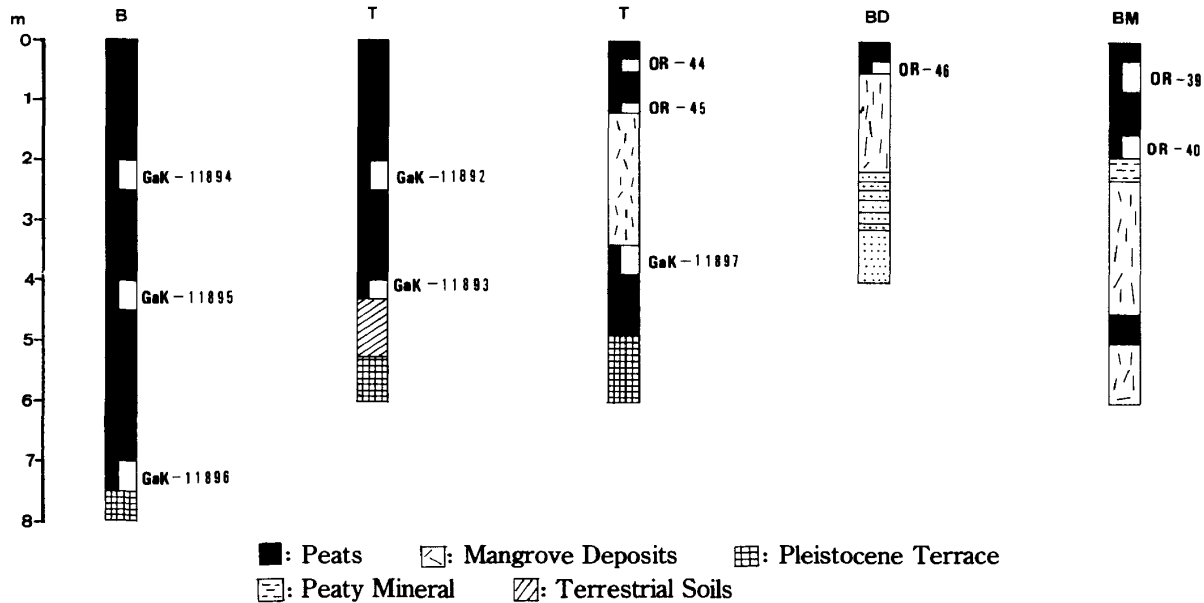 m
B
T
T
BD
BM
0
1
2
3
4
5
6
7
8
GaK-11894
GaK-11895
GaK-11896
GaK-11892
GaK-11893
OR-44
OR-45
GaK-11897
OR-46
OR-39
OR-40
: Peats
: Mangrove Deposits
: Pleistocene Terrace
: Peaty Mineral
: Terrestrial Soils